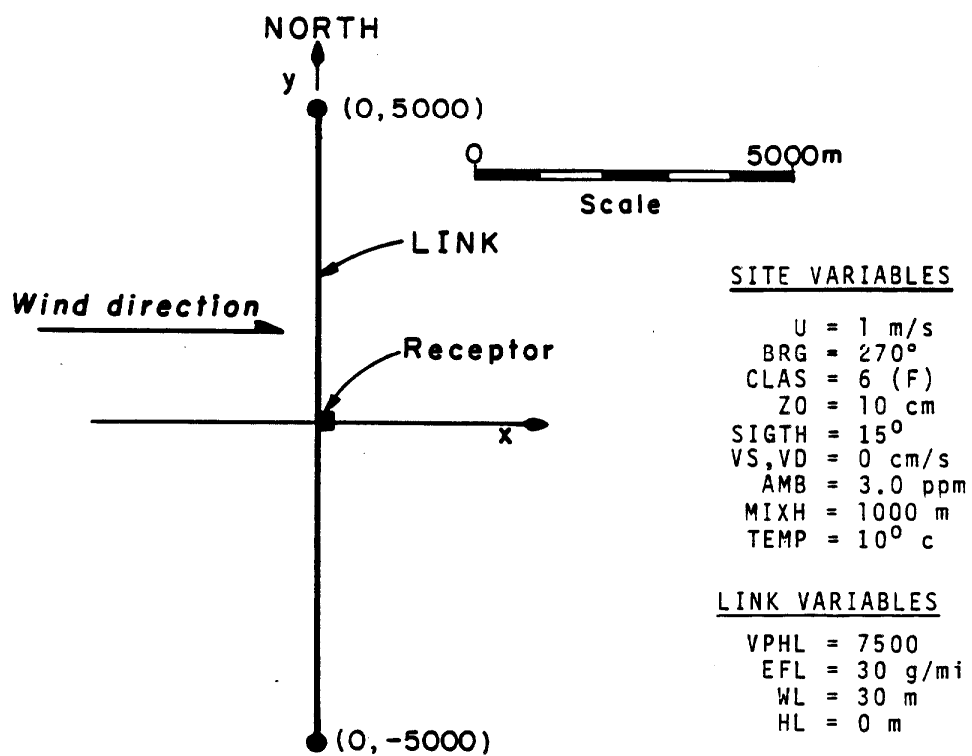 NORTH
y
(0,5000)
0 5000m
Scale
LINK
Wind direction
Receptor
x
(0,-5000)
SITE VARIABLES
U = 1 m/s
BRG = 270°
CLAS = 6 (F)
ZO = 10 cm
SIGTH = 15°
VS,VD = 0 cm/s
AMB = 3.0 ppm
MIXH = 1000 m
TEMP = 10° c
LINK VARIABLES
VPHL = 7500
EFL = 30 g/mi
WL = 30 m
HL = 0 m